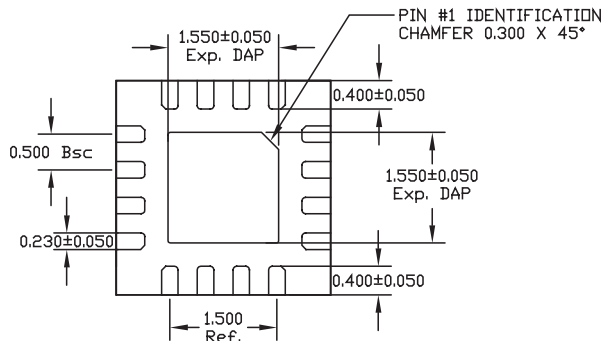 PIN #1 IDENTIFICATION
CHAMFER 0.300 X 45°
1.550±0.050
Exp. DAP
0.400±0.050
0.500 Bsc
1.550±0.050
Exp. DAP
0.230±0.050
0.400±0.050
1.500
Ref.